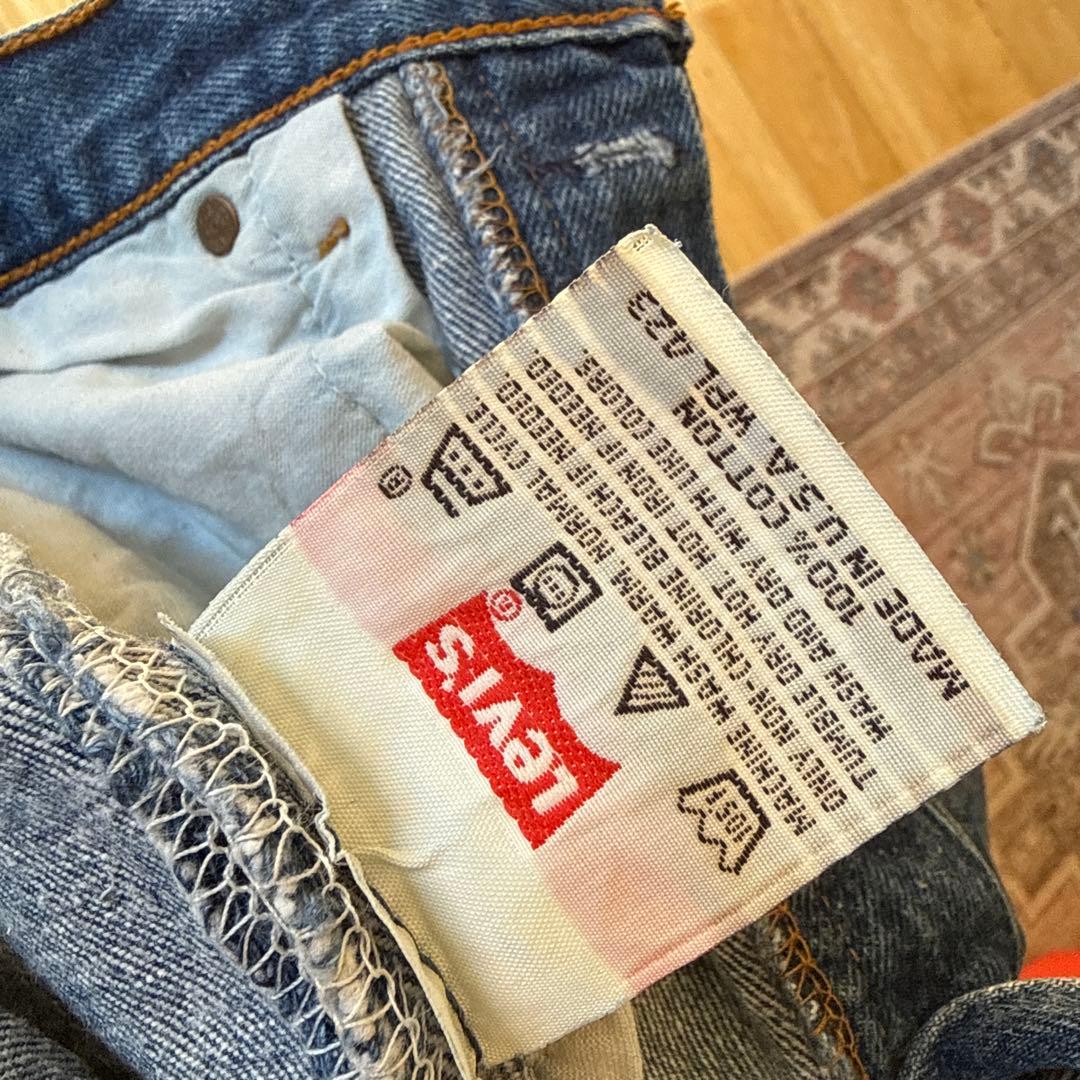 Levi's®
HOT
®
MACHINE WASH WARM, NORMAL CYCLE
ONLY NON-CHLORINE BLEACH IF NEEDED.
TUMBLE DRY HOT, HOT IRON IF NEEDED.
WASH AND DRY WITH LIKE COLORS.
100% COTTON
MADE IN U.S.A. WPL 423